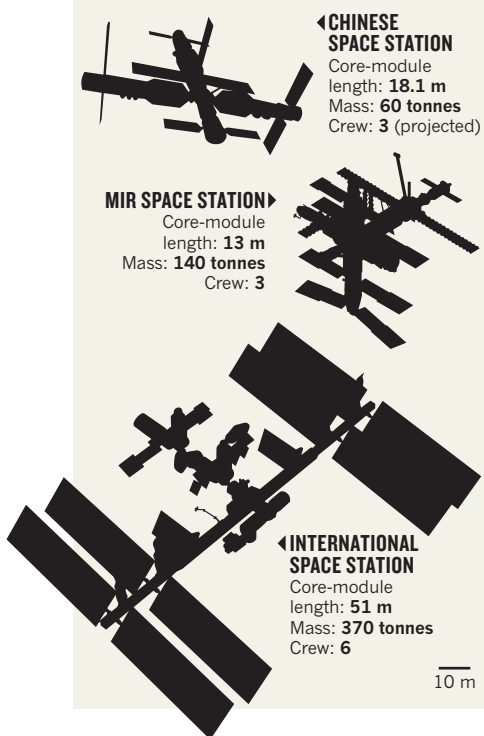 CHINESE
SPACE STATION
Core-module
length: 18.1 m
Mass: 60 tonnes
Crew: 3 (projected)
MIR SPACE STATION
Core-module
length: 13 m
Mass: 140 tonnes
Crew: 3
INTERNATIONAL
SPACE STATION
Core-module
length: 51 m
Mass: 370 tonnes
Crew: 6
10 m